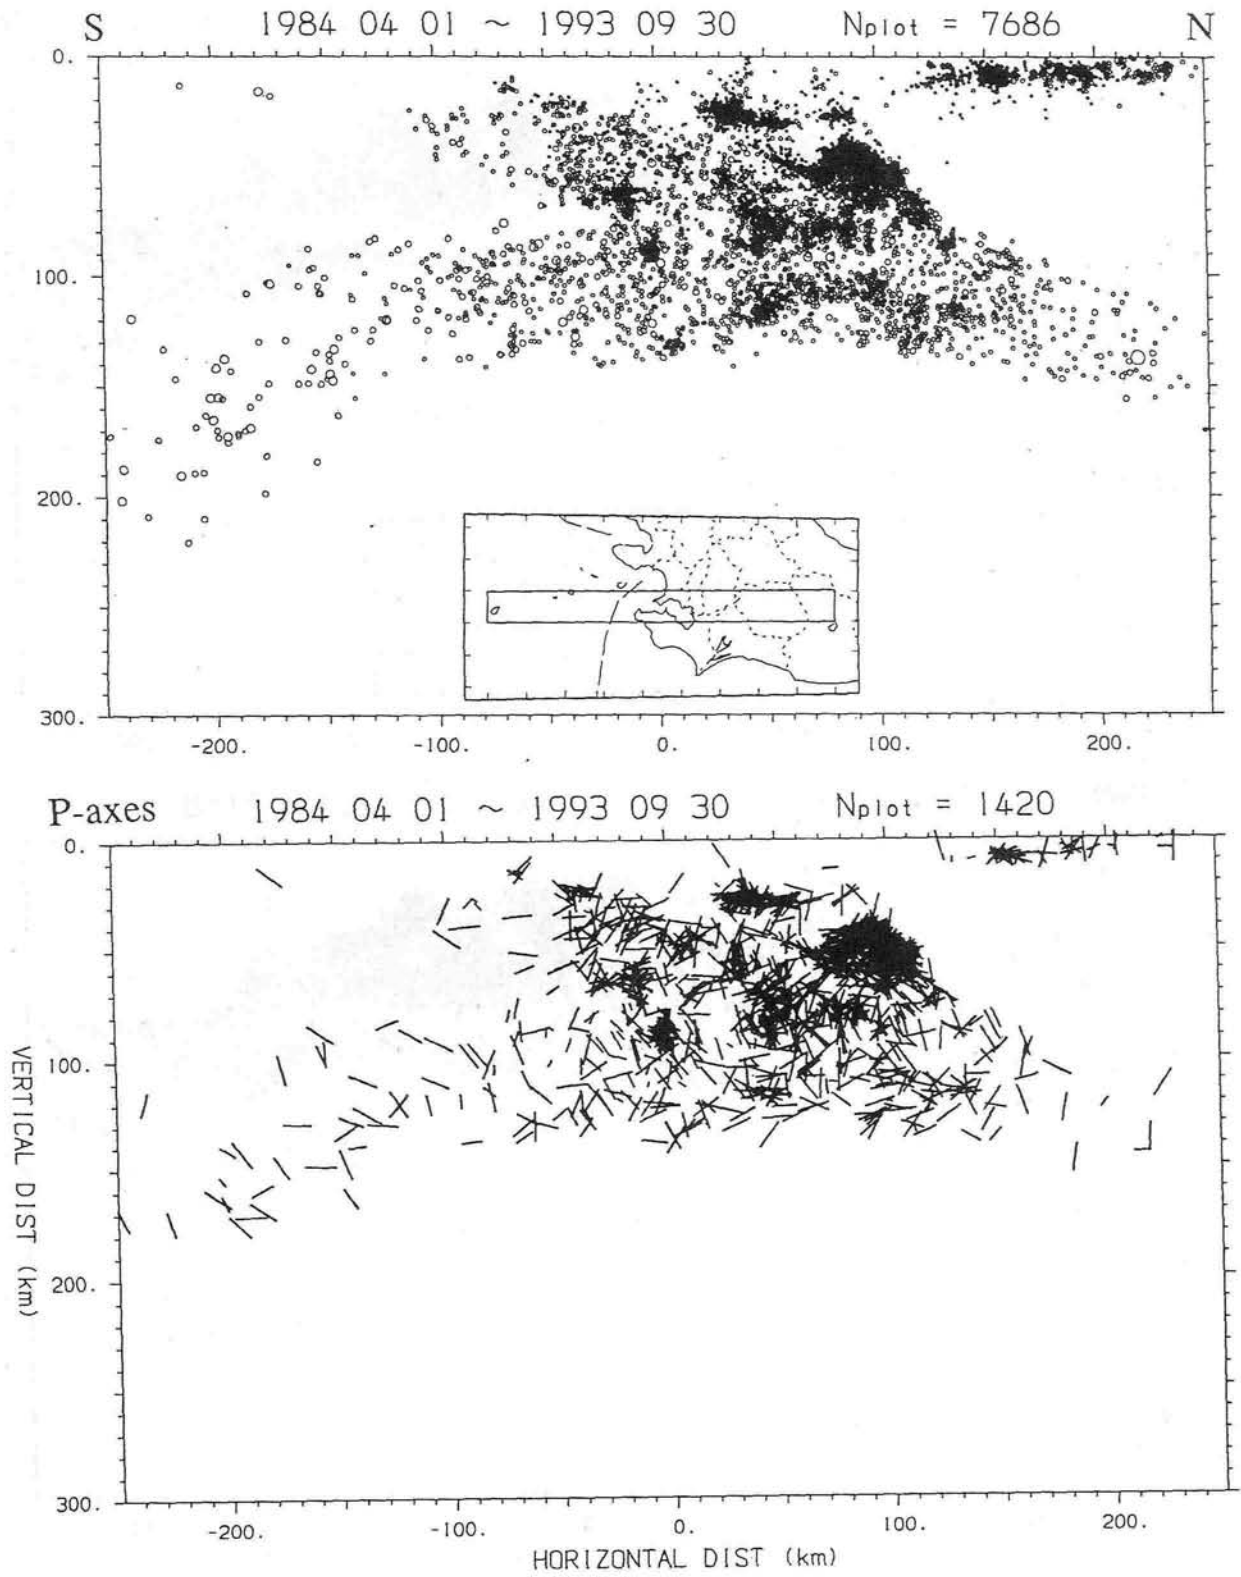 S 1984 04 01 ~ 1993 09 30 Nplot = 7686 N
0.
100.
200.
300.
-200. -100. 0. 100. 200.
P-axes 1984 04 01 ~ 1993 09 30 Nplot = 1420
0.
100.
200.
300.
VERTICAL DIST (km)
-200. -100. 0. 100. 200.
HORIZONTAL DIST (km)